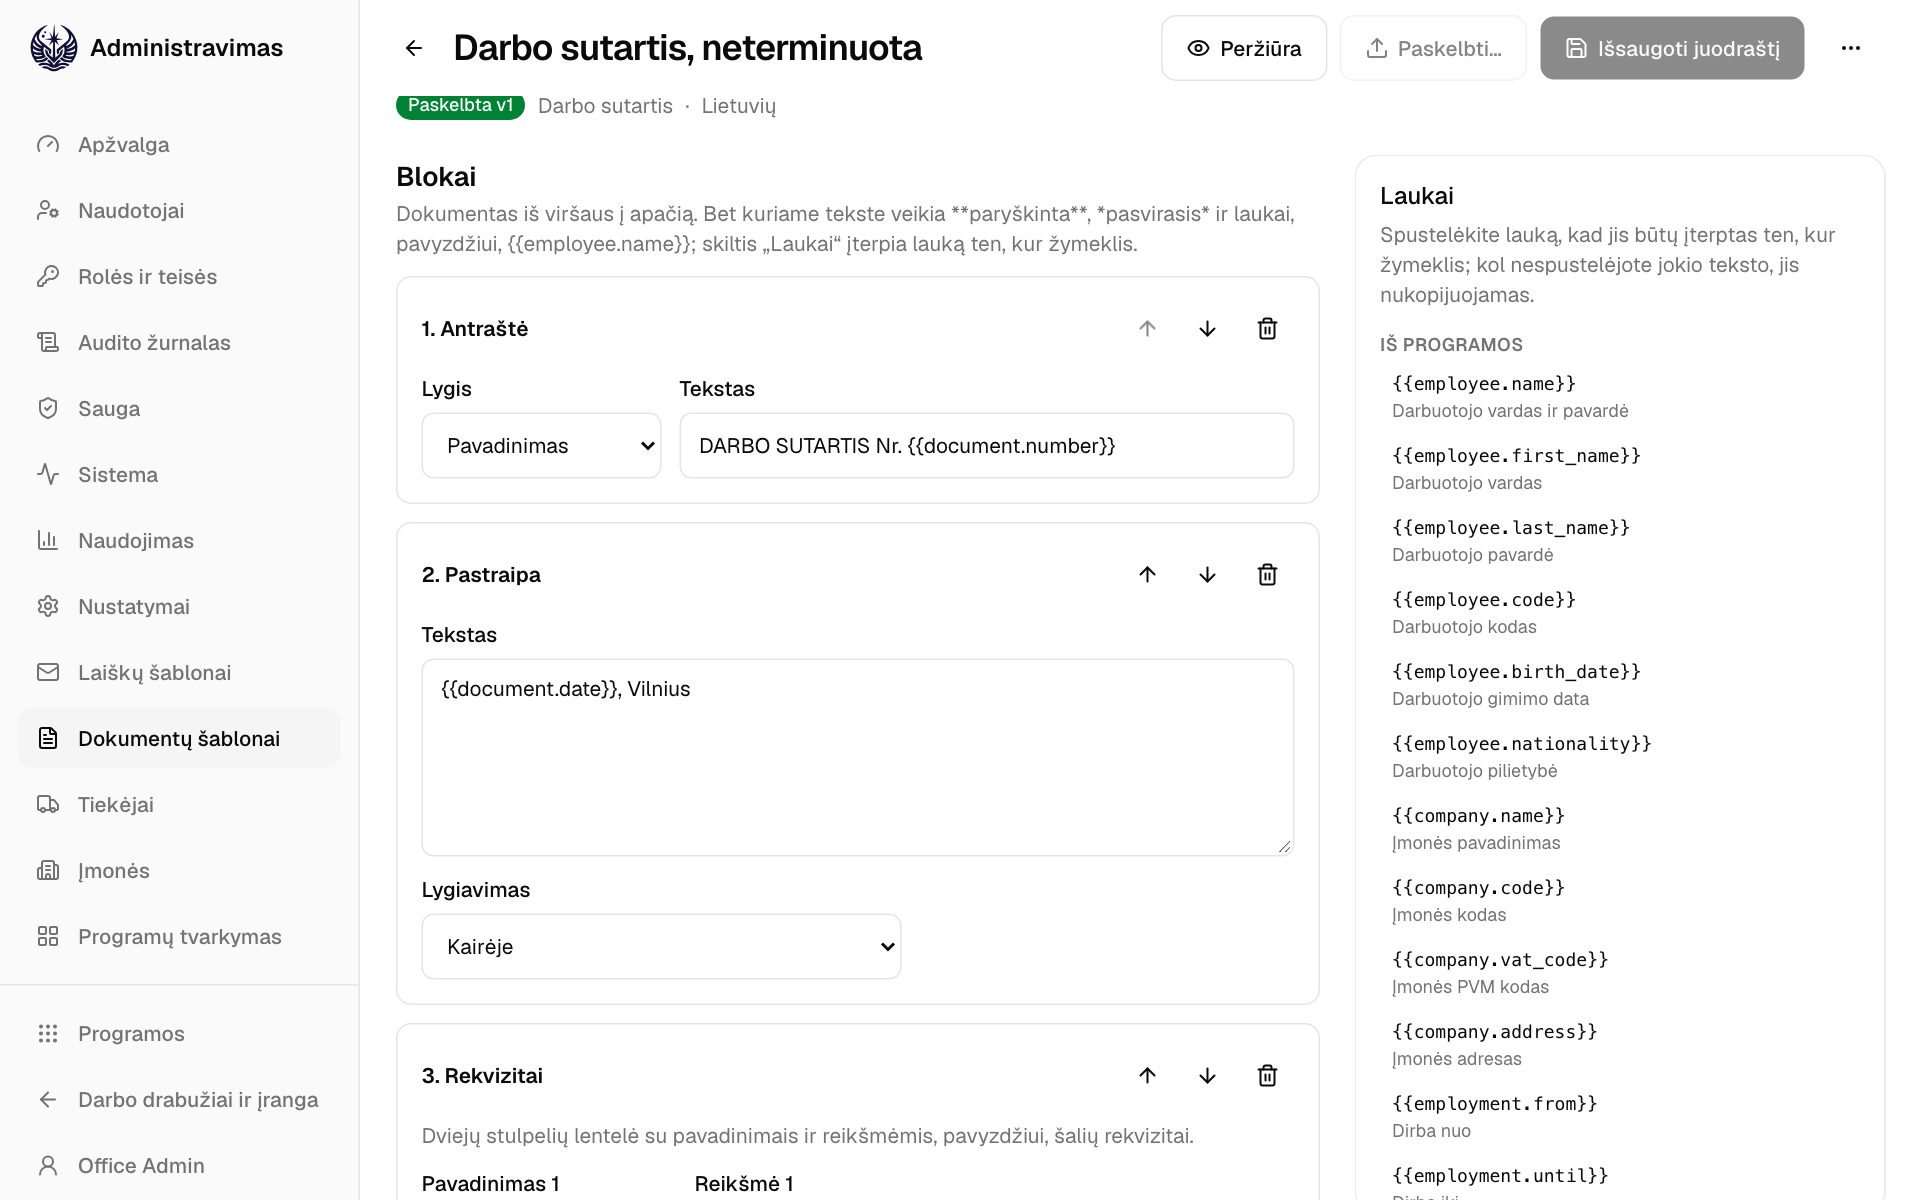 Administravimas
Apžvalga
Naudotojai
Rolės ir teisės
Audito žurnalas
Sauga
Sistema
Naudojimas
Nustatymai
Laiškų šablonai
Dokumentų šablonai
Tiekėjai
Įmonės
Programų tvarkymas
Programos
Darbo drabužiai ir įranga
Office Admin
Darbo sutartis, neterminuota
Peržiūra
Paskelbti...
Išsaugoti juodraštį
Paskelbta v1
Darbo sutartis · Lietuvių
Blokai
Dokumentas iš viršaus į apačią. Bet kuriame tekste veikia **paryškinta**, *pasvirasis* ir laukai,
pavyzdžiui, {{employee.name}}; skiltis „Laukai“ įterpia lauką ten, kur žymeklis.
1. Antraštė
Lygis
Tekstas
Pavadinimas
DARBO SUTARTIS Nr. {{document.number}}
2. Pastraipa
Tekstas
{{document.date}}, Vilnius
Lygiavimas
Kairėje
3. Rekvizitai
Dviejų stulpelių lentelė su pavadinimais ir reikšmėmis, pavyzdžiui, šalių rekvizitai.
Pavadinimas 1
Reikšmė 1
Laukai
Spustelėkite lauką, kad jis būtų įterptas ten, kur
žymeklis; kol nespustelėjote jokio teksto, jis
nukopijuojamas.
IŠ PROGRAMOS
{{employee.name}}
Darbuotojo vardas ir pavardė
{{employee.first_name}}
Darbuotojo vardas
{{employee.last_name}}
Darbuotojo pavardė
{{employee.code}}
Darbuotojo kodas
{{employee.birth_date}}
Darbuotojo gimimo data
{{employee.nationality}}
Darbuotojo pilietybė
{{company.name}}
Įmonės pavadinimas
{{company.code}}
Įmonės kodas
{{company.vat_code}}
Įmonės PVM kodas
{{company.address}}
Įmonės adresas
{{employment.from}}
Dirba nuo
{{employment.until}}